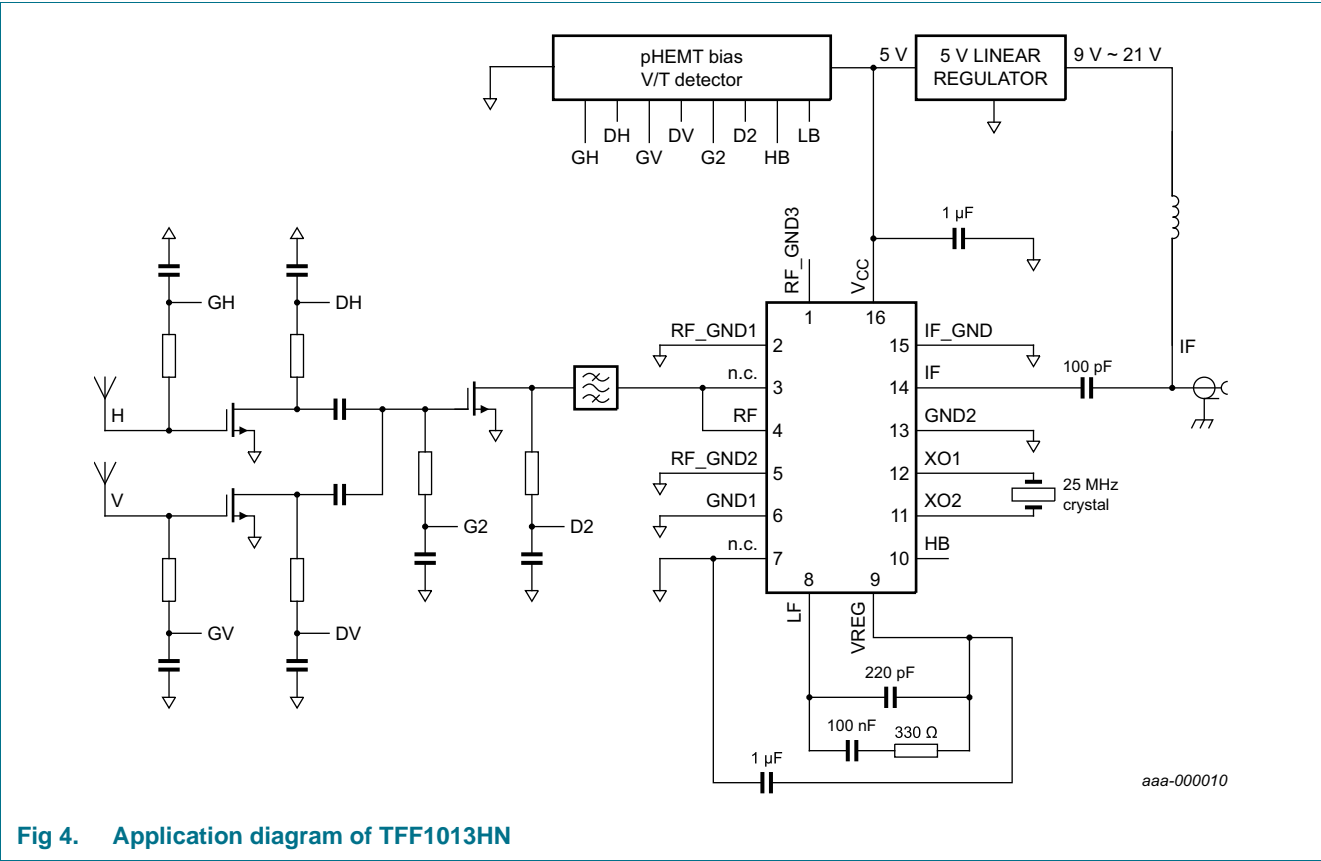 pHEMT bias
V/T detector
5 V
5 V LINEAR
REGULATOR
9 V ~ 21 V
DH
DV
D2
LB
GH
GV
G2
HB
1 µF
RF_GND3
VCC
GH
DH
1
16
RF_GND1
2
15
IF_GND
IF
n.c.
3
14
IF
100 pF
H
RF
4
13
GND2
RF_GND2
5
12
XO1
25 MHz
crystal
V
GND1
6
11
XO2
G2
D2
n.c.
7
10
HB
8
9
LF
VREG
GV
DV
220 pF
100 nF
330 Ω
1 µF
aaa-000010
Fig 4. Application diagram of TFF1013HN